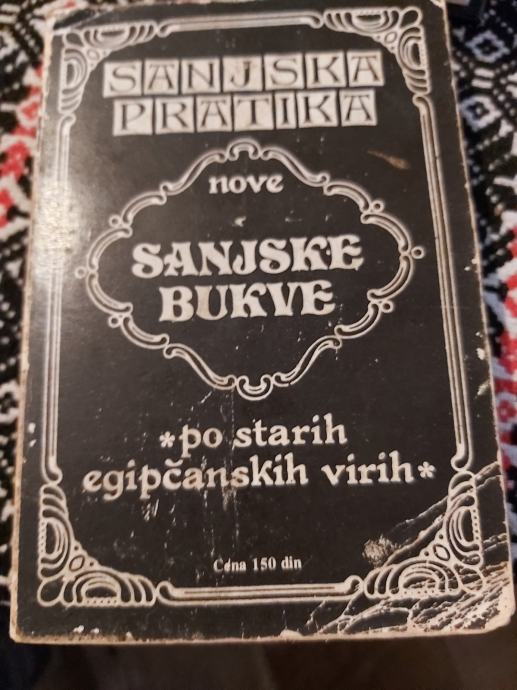 SANJSKA
PRATIKA
nove
SANJSKE
BUKVE
*po starih
egipčanskih virih*
Cena 150 din